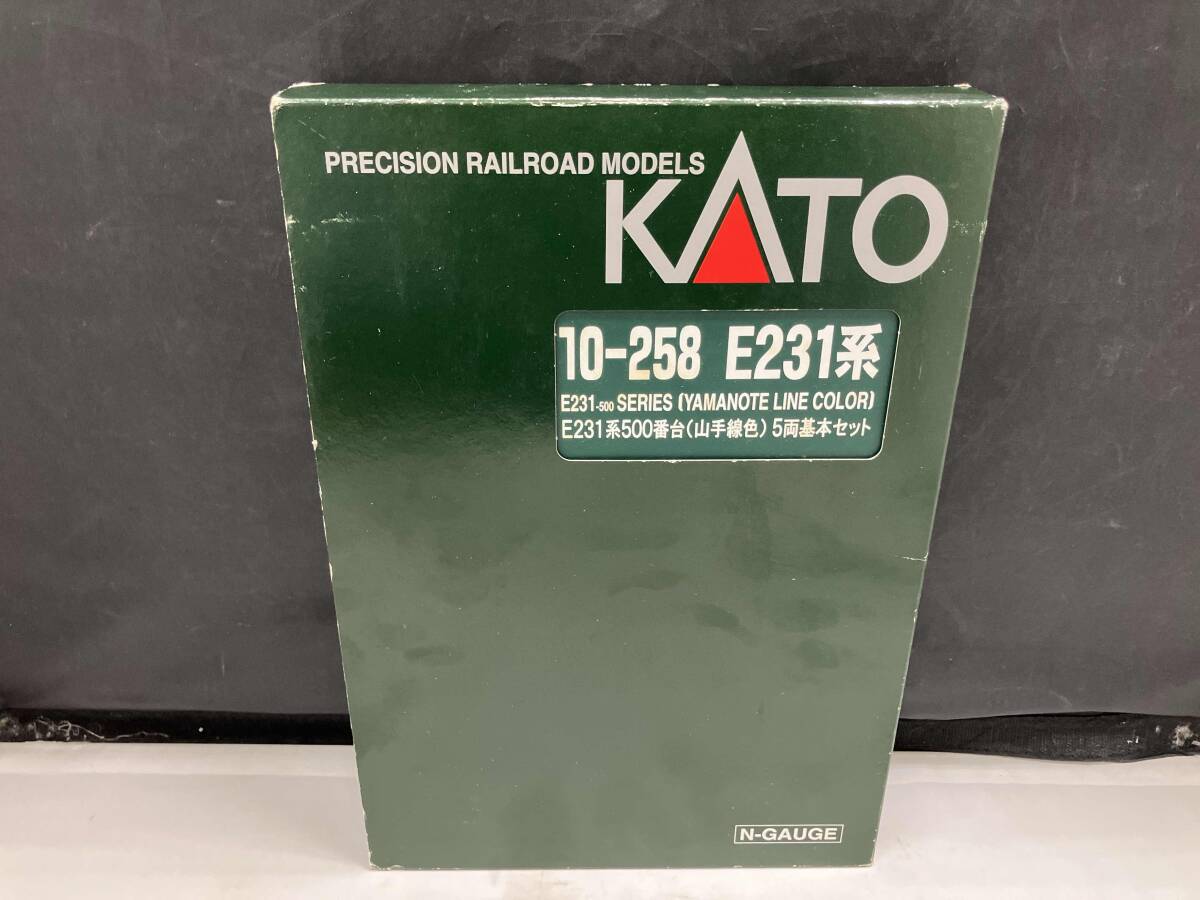 PRECISION RAILROAD MODELS
KATO
10-258 E231系
E231-500 SERIES (YAMANOTE LINE COLOR)
E231系500番台(山手線色)5両基本セット
N-GAUGE